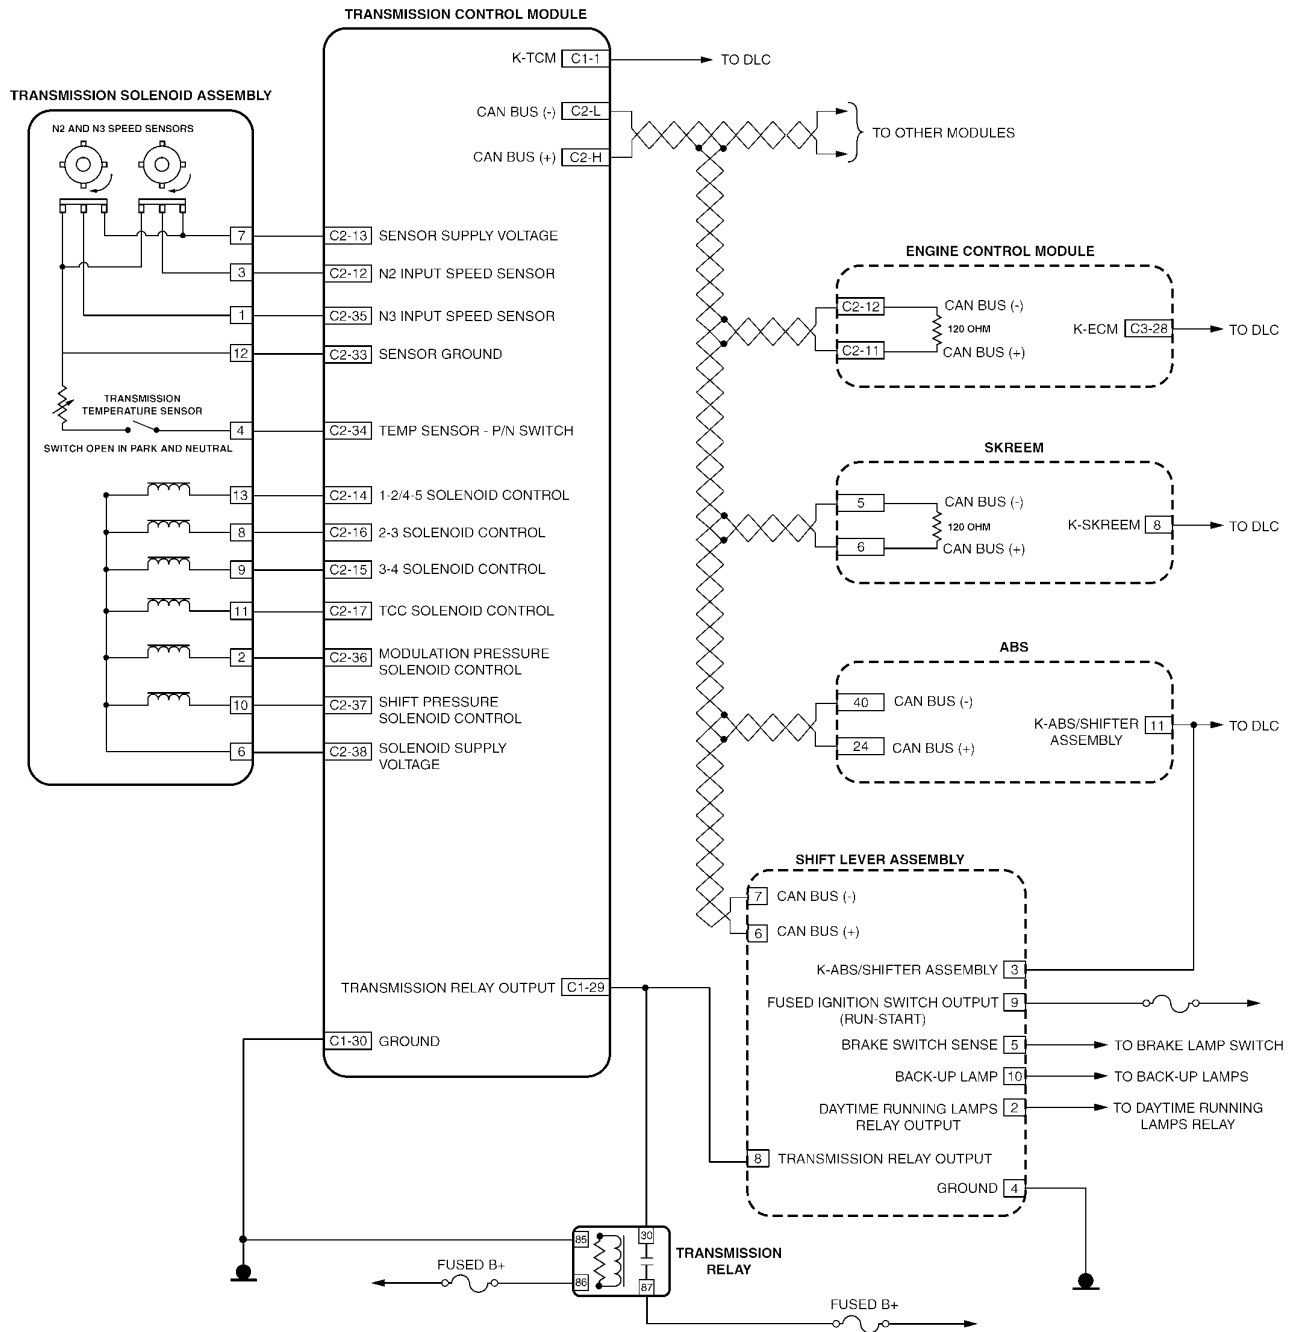 TRANSMISSION CONTROL MODULE
K-TCM C1-1 TO DLC
CAN BUS (-) C2-L
CAN BUS (+) C2-H
TO OTHER MODULES
TRANSMISSION SOLENOID ASSEMBLY
N2 AND N3 SPEED SENSORS
7 C2-13 SENSOR SUPPLY VOLTAGE
3 C2-12 N2 INPUT SPEED SENSOR
1 C2-35 N3 INPUT SPEED SENSOR
12 C2-33 SENSOR GROUND
TRANSMISSION
TEMPERATURE SENSOR
4 C2-34 TEMP SENSOR - P/N SWITCH
SWITCH OPEN IN PARK AND NEUTRAL
13 C2-14 1-2/4-5 SOLENOID CONTROL
8 C2-16 2-3 SOLENOID CONTROL
9 C2-15 3-4 SOLENOID CONTROL
11 C2-17 TCC SOLENOID CONTROL
2 C2-36 MODULATION PRESSURE
SOLENOID CONTROL
10 C2-37 SHIFT PRESSURE
SOLENOID CONTROL
6 C2-38 SOLENOID SUPPLY
VOLTAGE
TRANSMISSION RELAY OUTPUT C1-29
C1-30 GROUND
ENGINE CONTROL MODULE
C2-12 CAN BUS (-)
120 OHM
C2-11 CAN BUS (+)
K-ECM C3-28 TO DLC
SKREEM
5 CAN BUS (-)
120 OHM
6 CAN BUS (+)
K-SKREEM 8 TO DLC
ABS
40 CAN BUS (-)
24 CAN BUS (+)
K-ABS/SHIFTER
ASSEMBLY
11 TO DLC
SHIFT LEVER ASSEMBLY
7 CAN BUS (-)
6 CAN BUS (+)
K-ABS/SHIFTER ASSEMBLY 3
FUSED IGNITION SWITCH OUTPUT 9
(RUN-START)
BRAKE SWITCH SENSE 5 TO BRAKE LAMP SWITCH
BACK-UP LAMP 10 TO BACK-UP LAMPS
DAYTIME RUNNING LAMPS 2 TO DAYTIME RUNNING
RELAY OUTPUT LAMPS RELAY
8 TRANSMISSION RELAY OUTPUT
GROUND 4
85 30
86 87
TRANSMISSION
RELAY
FUSED B+
FUSED B+